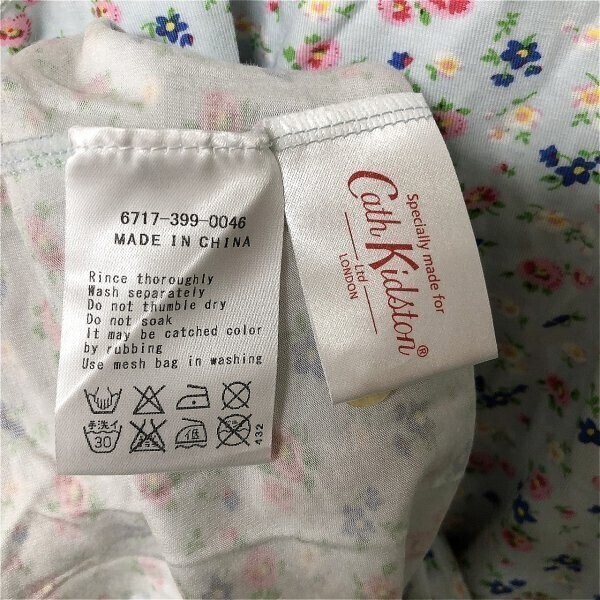 6717-399-0046
MADE IN CHINA
Rince thoroughly
Wash separately
Do not thumble dry
Do not soak
It may be catched color
by rubbing
Use mesh bag in washing
手洗イ
30
低
432
Specially made for
Cath Kidston®
Ltd
LONDON